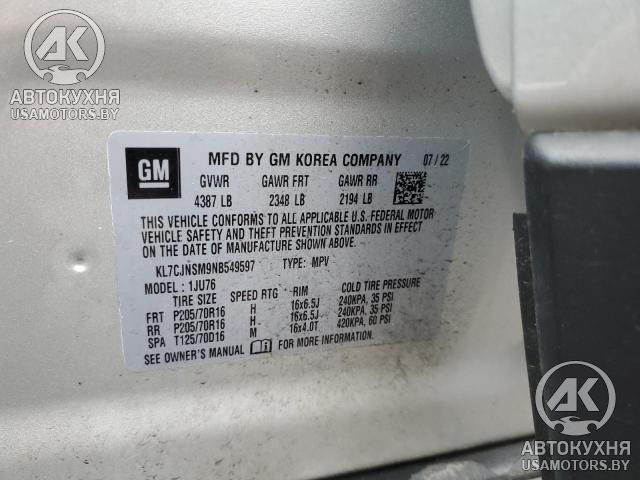 AK
АВТОКУХНЯ
USAMOTORS.BY
GM
MFD BY GM KOREA COMPANY 07/22
GVWR GAWR FRT GAWR RR
4387 LB 2348 LB 2194 LB
THIS VEHICLE CONFORMS TO ALL APPLICABLE U.S. FEDERAL MOTOR
VEHICLE SAFETY AND THEFT PREVENTION STANDARDS IN EFFECT
ON THE DATE OF MANUFACTURE SHOWN ABOVE.
KL7CJNSM9NB549597 TYPE: MPV
MODEL: 1JU76
TIRE SIZE SPEED RTG RIM COLD TIRE PRESSURE
FRT P205/70R16 H 16x6.5J 240KPA, 35 PSI
RR P205/70R16 H 16x6.5J 240KPA, 35 PSI
SPA T125/70D16 M 16x4.0T 420KPA, 60 PSI
SEE OWNER'S MANUAL FOR MORE INFORMATION.
AK
АВТОКУХНЯ
USAMOTORS.BY